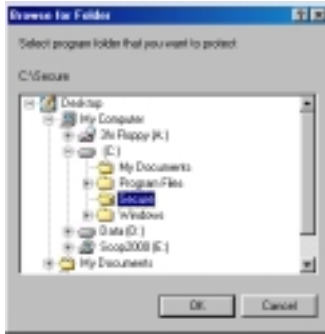 Browse for Folder
Select program folder that you want to protect
C:\Secure
Desktop
My Computer
3½ Floppy (A:)
(C:)
My Documents
Program Files
Secure
Windows
Data (D:)
Scop2000 (E:)
My Documents
OK
Cancel